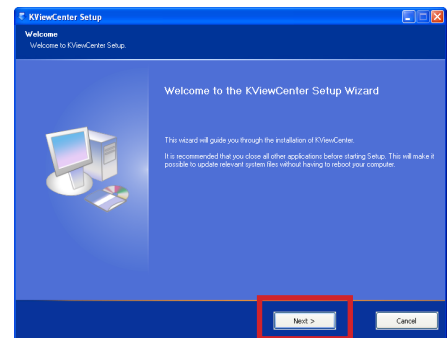 KViewCenter Setup
Welcome
Welcome to KViewCenter Setup.
Welcome to the KViewCenter Setup Wizard
This wizard will guide you through the installation of KViewCenter.
It is recommended that you close all other applications before starting Setup. This will make it
possible to update relevant system files without having to reboot your computer.
Next >
Cancel